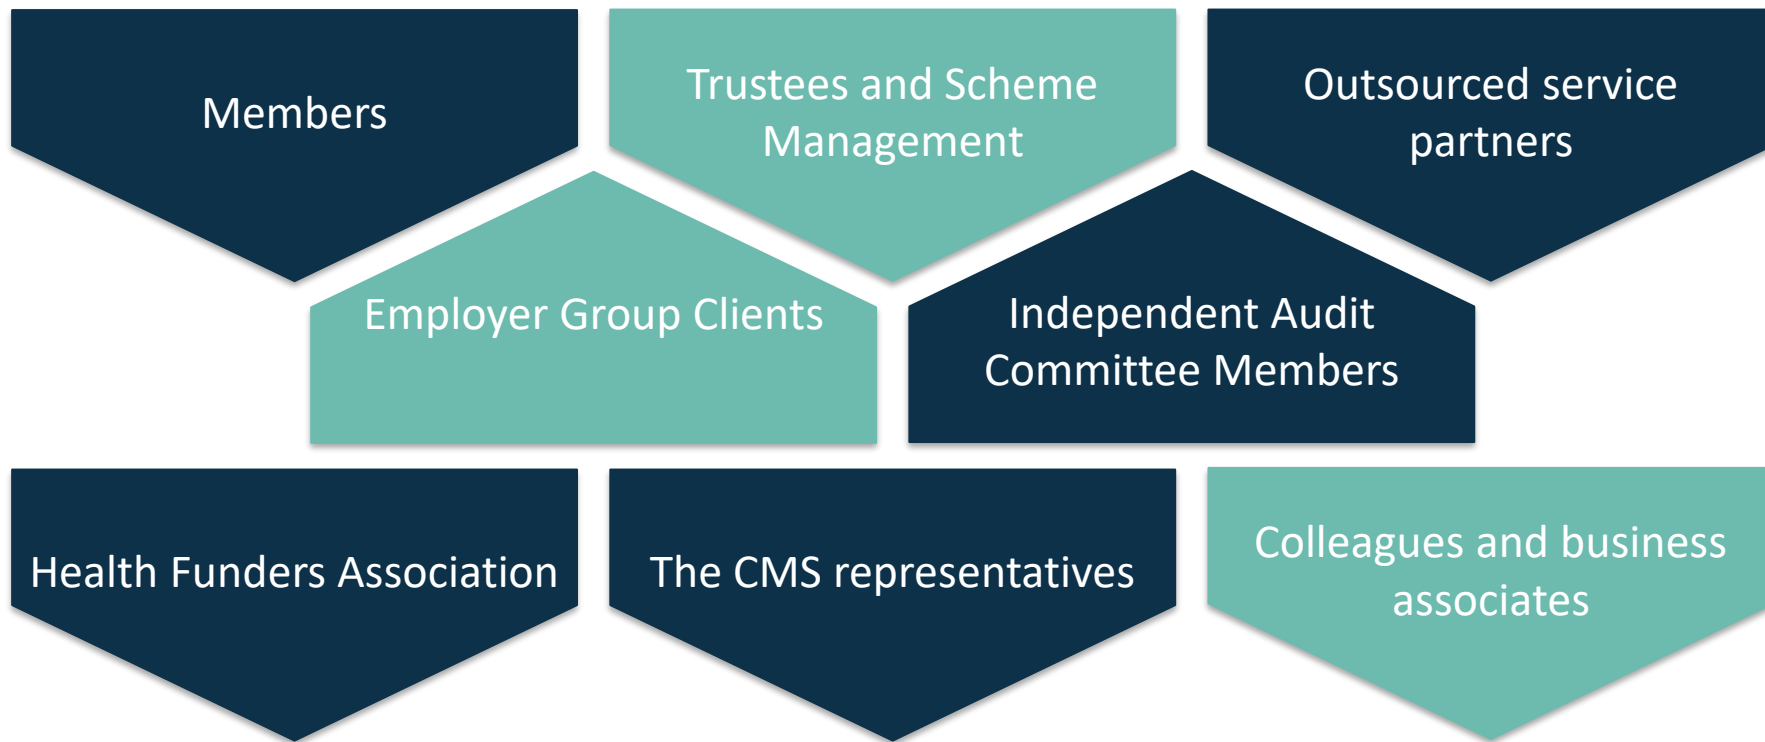 Members
Trustees and Scheme
Management
Outsourced service
partners
Employer Group Clients
Independent Audit
Committee Members
Health Funders Association
The CMS representatives
Colleagues and business
associates